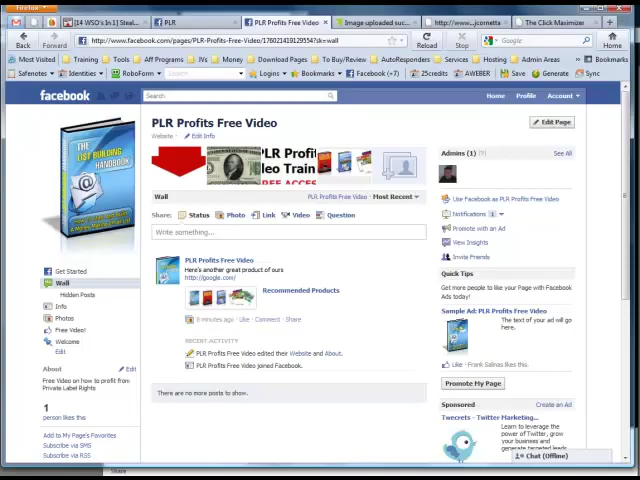 Firefox
[14 WSO's II] Steal...
PLR
PLR Profits Free Video
Image uploaded suc...
http://www...jcornetta
The Click Maximizer
Back
http://www.facebook.com/pages/PLR-Profits-Free-Video/176021419129554?sk=wall
Reload
Stop
Google
Home
Most Visited
Training
Tools
Aff Programs
JVs
Money
Download Pages
To Buy/Review
AutoResponders
Services
Hosting
Admin Areas
Safenotes
Identities
RoboForm
Logins
Bookmarks
Facebook (+7)
25credits
AWEBER
Save
Generate
Sync
facebook
Search
Home
Profile
Account
THE
LIST BUILDING
HANDBOOK
PLR Profits Free Video
Website
Edit Info
Edit Page
PLR Profi
Video Train
FREE ACCES
Admins (1) [?]
See All
Wall
PLR Profits Free Video
Most Recent
Share:
Status
Photo
Link
Video
Question
Write something...
Use Facebook as PLR Profits Free Video
Notifications 1
Promote with an Ad
View Insights
Invite Friends
PLR Profits Free Video
Here's another great product of ours
http://google.com/
Recommended Products
8 minutes ago · Like · Comment · Share
RECENT ACTIVITY
PLR Profits Free Video edited their Website and About.
PLR Profits Free Video joined Facebook.
There are no more posts to show.
Get Started
Wall
Hidden Posts
Info
Photos
Free Video!
Welcome
Edit
About
Edit
Free Video on how to profit from
Private Label Rights
1
person likes this
Add to My Page's Favorites
Subscribe via SMS
Subscribe via RSS
Quick Tips
Get more people to like your Page with Facebook
Ads today!
Sample Ad: PLR Profits Free Video
The text of your ad will go
here.
Like · Frank Salinas likes this.
Promote My Page
Sponsored
Create an Ad
Twecrets - Twitter Marketing...
Learn to leverage the
power of Twitter, grow
your business and
generate targeted leads
Chat (Offline)
Share